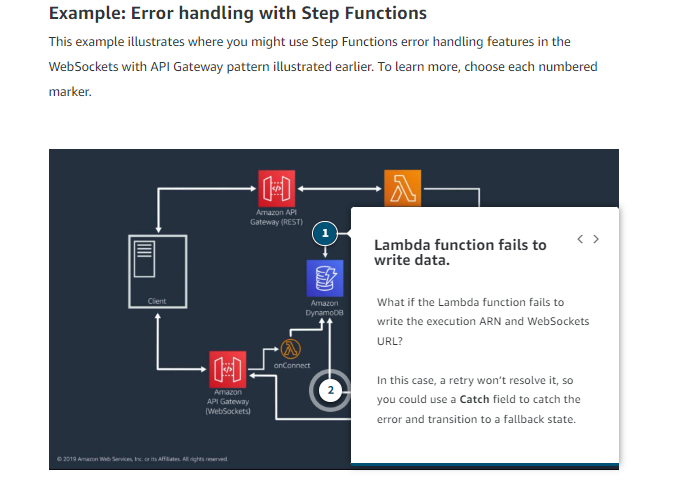 Example: Error handling with Step Functions
This example illustrates where you might use Step Functions error handling features in the
WebSockets with API Gateway pattern illustrated earlier. To learn more, choose each numbered
marker.
Amazon API
Gateway (REST)
1
Lambda function fails to
write data.
What if the Lambda function fails to
write the execution ARN and WebSockets
URL?
In this case, a retry won't resolve it, so
you could use a Catch field to catch the
error and transition to a fallback state.
Client
Amazon
DynamoDB
onConnect
2
Amazon
API Gateway
(WebSockets)
© 2019 Amazon Web Services, Inc. or its Affiliates. All rights reserved.